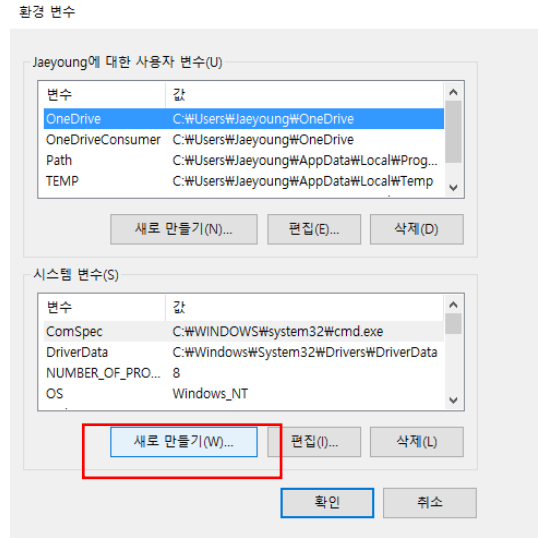 환경 변수
Jaeyoung에 대한 사용자 변수(U)
변수 값
OneDrive C:₩Users₩Jaeyoung₩OneDrive
OneDriveConsumer C:₩Users₩Jaeyoung₩OneDrive
Path C:₩Users₩Jaeyoung₩AppData₩Local₩Prog...
TEMP C:₩Users₩Jaeyoung₩AppData₩Local₩Temp
새로 만들기(N)... 편집(E)... 삭제(D)
시스템 변수(S)
변수 값
ComSpec C:₩WINDOWS₩system32₩cmd.exe
DriverData C:₩Windows₩System32₩Drivers₩DriverData
NUMBER_OF_PRO... 8
OS Windows_NT
새로 만들기(W)... 편집(I)... 삭제(L)
확인 취소